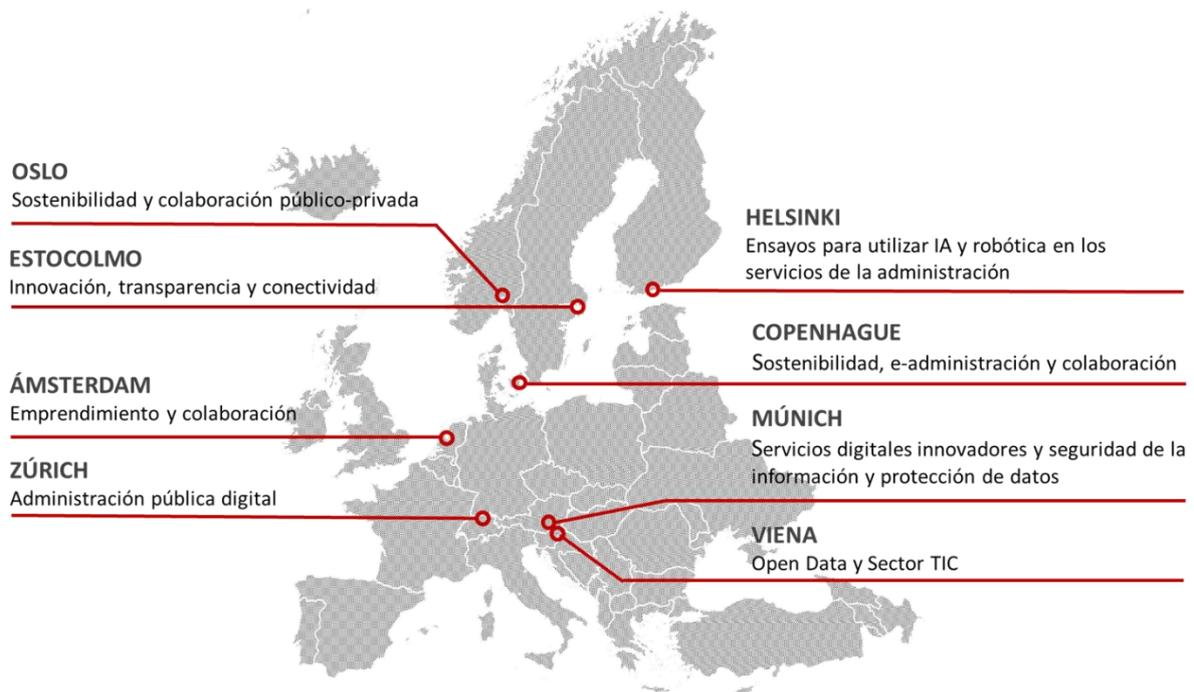 OSLO
Sostenibilidad y colaboración público-privada
ESTOCOLMO
Innovación, transparencia y conectividad
ÁMSTERDAM
Emprendimiento y colaboración
ZÚRICH
Administración pública digital
HELSINKI
Ensayos para utilizar IA y robótica en los
servicios de la administración
COPENHAGUE
Sostenibilidad, e-administración y colaboración
MÚNICH
Servicios digitales innovadores y seguridad de la
información y protección de datos
VIENA
Open Data y Sector TIC